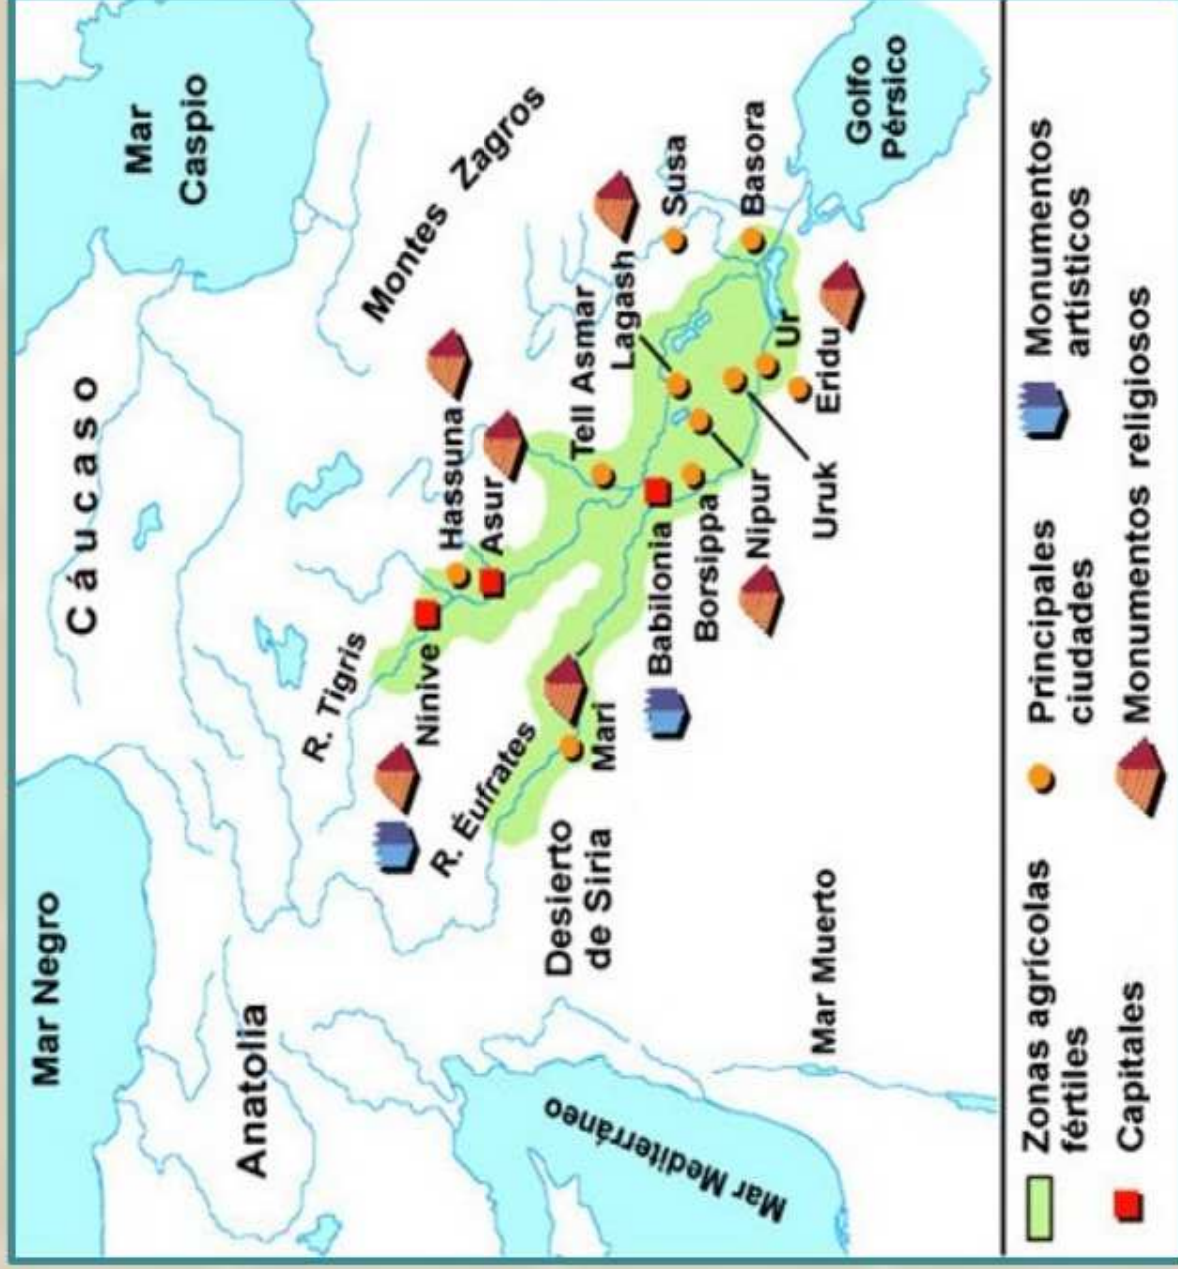 Mar Negro
Cáucaso
Mar
Caspio
Anatolia
R. Tigris
Montes Zagros
Nínive
Hassuna
Asur
R. Éufrates
Mari
Tell Asmar
Lagash
Susa
Basora
Golfo
Pérsico
Desierto
de Siria
Babilonia
Borsippa
Nipur
Uruk
Ur
Eridu
Mar Mediterráneo
Mar Muerto
Zonas agrícolas
fértiles
Principales
ciudades
Monumentos
artísticos
Capitales
Monumentos religiosos